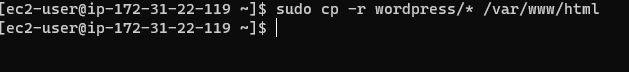 [ec2-user@ip-172-31-22-119 ~]$ sudo cp -r wordpress/* /var/www/html
[ec2-user@ip-172-31-22-119 ~]$